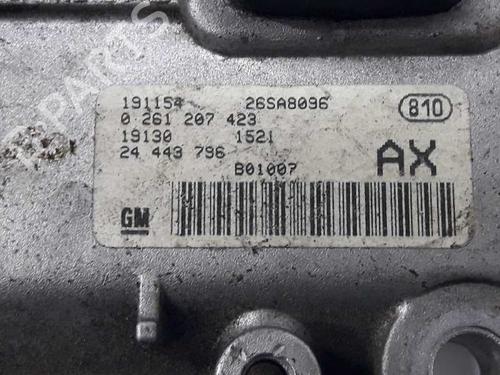 191154 26SA8096 810
0 261 207 423
19130 1521
24 443 796 AX
B01007
GM